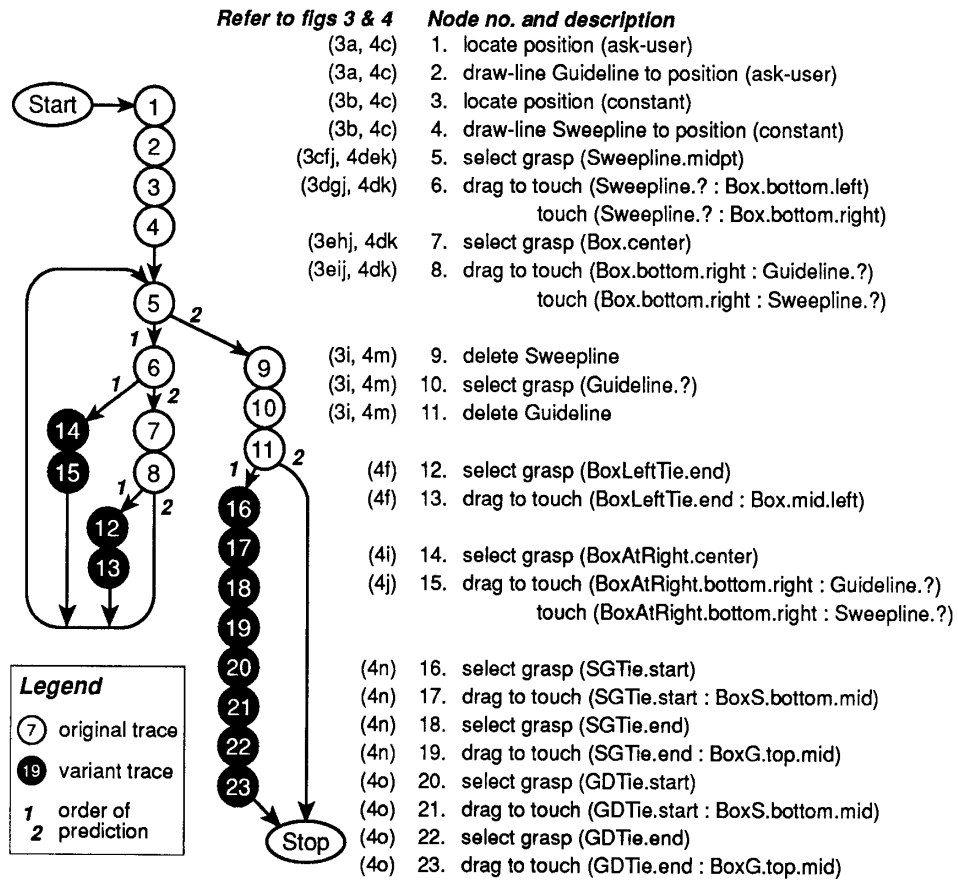 Refer to figs 3 & 4 Node no. and description
(3a, 4c) 1. locate position (ask-user)
(3a, 4c) 2. draw-line Guideline to position (ask-user)
(3b, 4c) 3. locate position (constant)
(3b, 4c) 4. draw-line Sweepline to position (constant)
(3cfj, 4dek) 5. select grasp (Sweepline.midpt)
(3dgj, 4dk) 6. drag to touch (Sweepline.? : Box.bottom.left)
touch (Sweepline.? : Box.bottom.right)
(3ehj, 4dk 7. select grasp (Box.center)
(3eij, 4dk) 8. drag to touch (Box.bottom.right : Guideline.?)
touch (Box.bottom.right : Sweepline.?)
(3i, 4m) 9. delete Sweepline
(3i, 4m) 10. select grasp (Guideline.?)
(3i, 4m) 11. delete Guideline
(4f) 12. select grasp (BoxLeftTie.end)
(4f) 13. drag to touch (BoxLeftTie.end : Box.mid.left)
(4i) 14. select grasp (BoxAtRight.center)
(4j) 15. drag to touch (BoxAtRight.bottom.right : Guideline.?)
touch (BoxAtRight.bottom.right : Sweepline.?)
(4n) 16. select grasp (SGTie.start)
(4n) 17. drag to touch (SGTie.start : BoxS.bottom.mid)
(4n) 18. select grasp (SGTie.end)
(4n) 19. drag to touch (SGTie.end : BoxG.top.mid)
(4o) 20. select grasp (GDTie.start)
(4o) 21. drag to touch (GDTie.start : BoxS.bottom.mid)
(4o) 22. select grasp (GDTie.end)
(4o) 23. drag to touch (GDTie.end : BoxG.top.mid)
Start
1
2
3
4
5
2
1
6
9
1
2
10
14
7
11
15
8
1
2
1
2
12
16
13
17
18
19
20
21
22
23
Stop
Legend
7 original trace
19 variant trace
1 order of
2 prediction